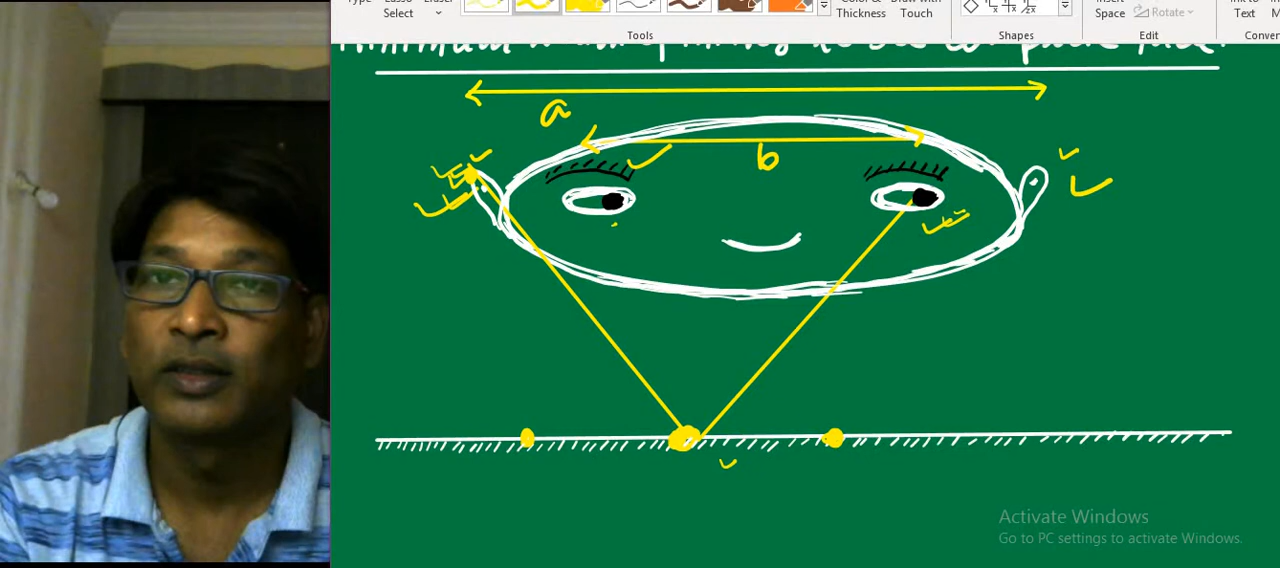 Type Lasso Select Eraser
Color & Thickness Draw with Touch
Insert Space Rotate
Ink to Text
Tools Shapes Edit
Minimum
a
b
Activate Windows
Go to PC settings to activate Windows.